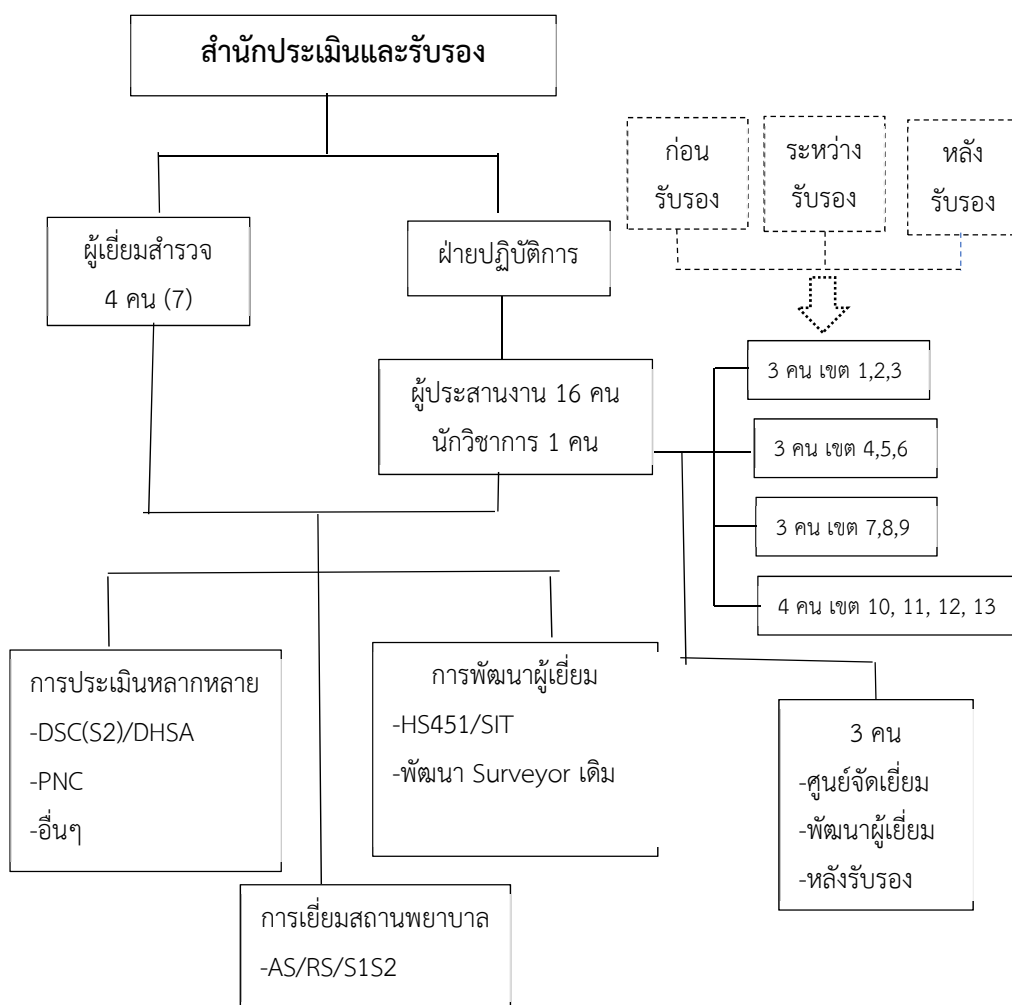 สำนักประเมินและรับรอง
ก่อน
รับรอง
ระหว่าง
รับรอง
หลัง
รับรอง
ผู้เยี่ยมสำรวจ
4 คน (7)
ฝ่ายปฏิบัติการ
ผู้ประสานงาน 16 คน
นักวิชาการ 1 คน
3 คน เขต 1,2,3
3 คน เขต 4,5,6
3 คน เขต 7,8,9
4 คน เขต 10, 11, 12, 13
การประเมินหลากหลาย
-DSC(S2)/DHSA
-PNC
-อื่นๆ
การพัฒนาผู้เยี่ยม
-HS451/SIT
-พัฒนา Surveyor เดิม
3 คน
-ศูนย์จัดเยี่ยม
-พัฒนาผู้เยี่ยม
-หลังรับรอง
การเยี่ยมสถานพยาบาล
-AS/RS/S1S2